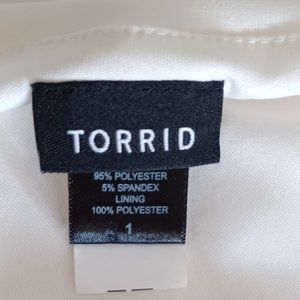 TORRID
95% POLYESTER
5% SPANDEX
LINING
100% POLYESTER
1